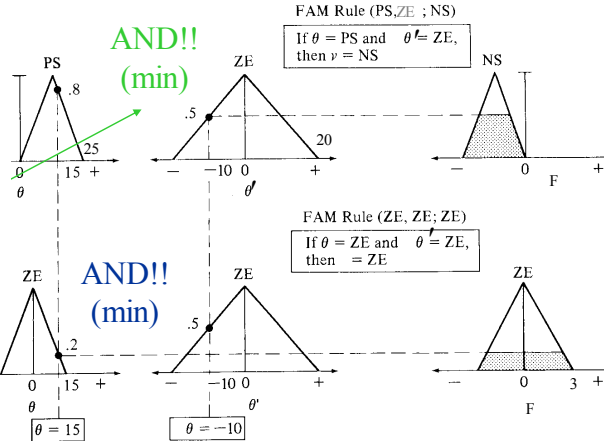 FAM Rule (PS,ZE ; NS)
If θ = PS and θ′= ZE,
then ν = NS
AND!!
(min)
PS
ZE
NS
.8
.5
25
20
0
15
+
−
−10
0
+
−
0
+
θ
θ′
F
FAM Rule (ZE, ZE; ZE)
If θ = ZE and θ′ = ZE,
then = ZE
AND!!
(min)
ZE
ZE
ZE
.2
.5
0
15
+
−
−10
0
+
−
0
3
+
θ
θ′
F
θ = 15
θ = −10